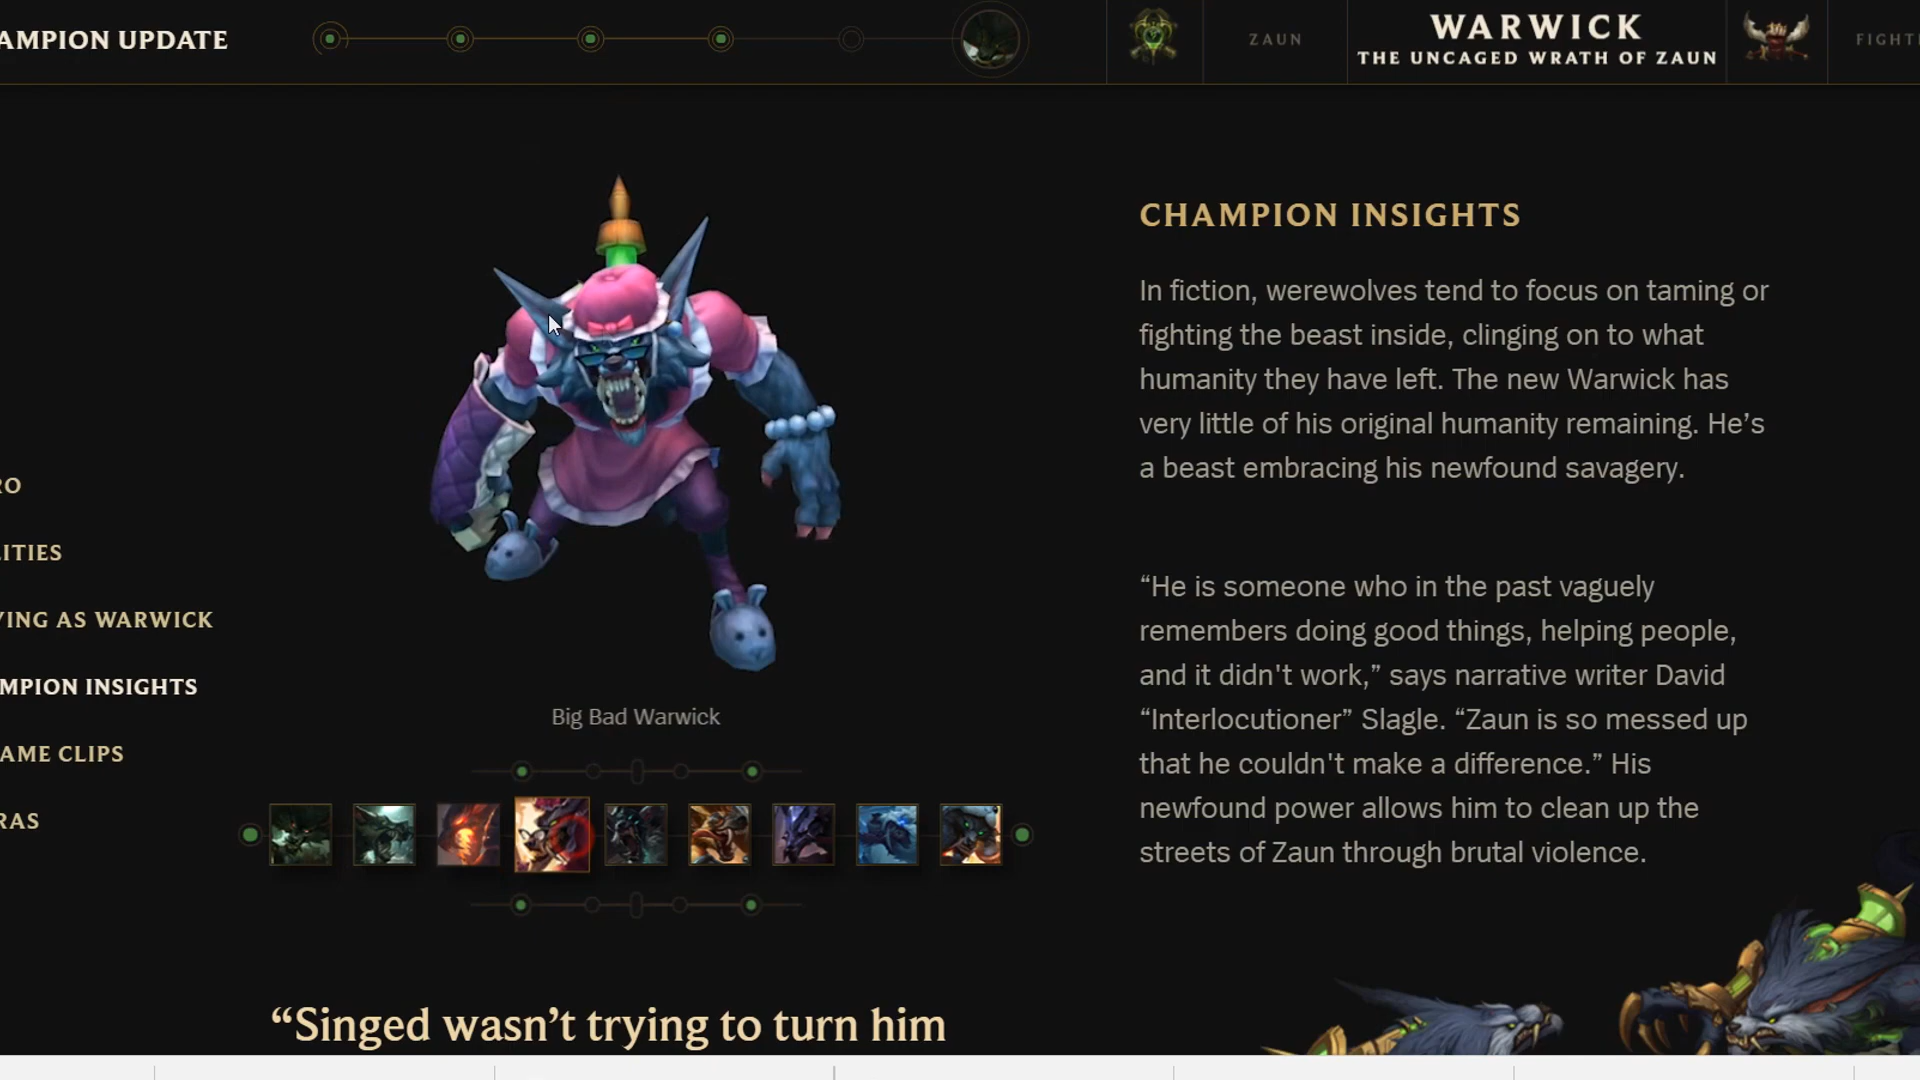 AMPION UPDATE
ZAUN
WARWICK
THE UNCAGED WRATH OF ZAUN
FIGHT
RO
ITIES
YING AS WARWICK
MPION INSIGHTS
AME CLIPS
RAS
Big Bad Warwick
“Singed wasn’t trying to turn him
CHAMPION INSIGHTS
In fiction, werewolves tend to focus on taming or
fighting the beast inside, clinging on to what
humanity they have left. The new Warwick has
very little of his original humanity remaining. He’s
a beast embracing his newfound savagery.
“He is someone who in the past vaguely
remembers doing good things, helping people,
and it didn't work,” says narrative writer David
“Interlocutioner” Slagle. “Zaun is so messed up
that he couldn't make a difference.” His
newfound power allows him to clean up the
streets of Zaun through brutal violence.